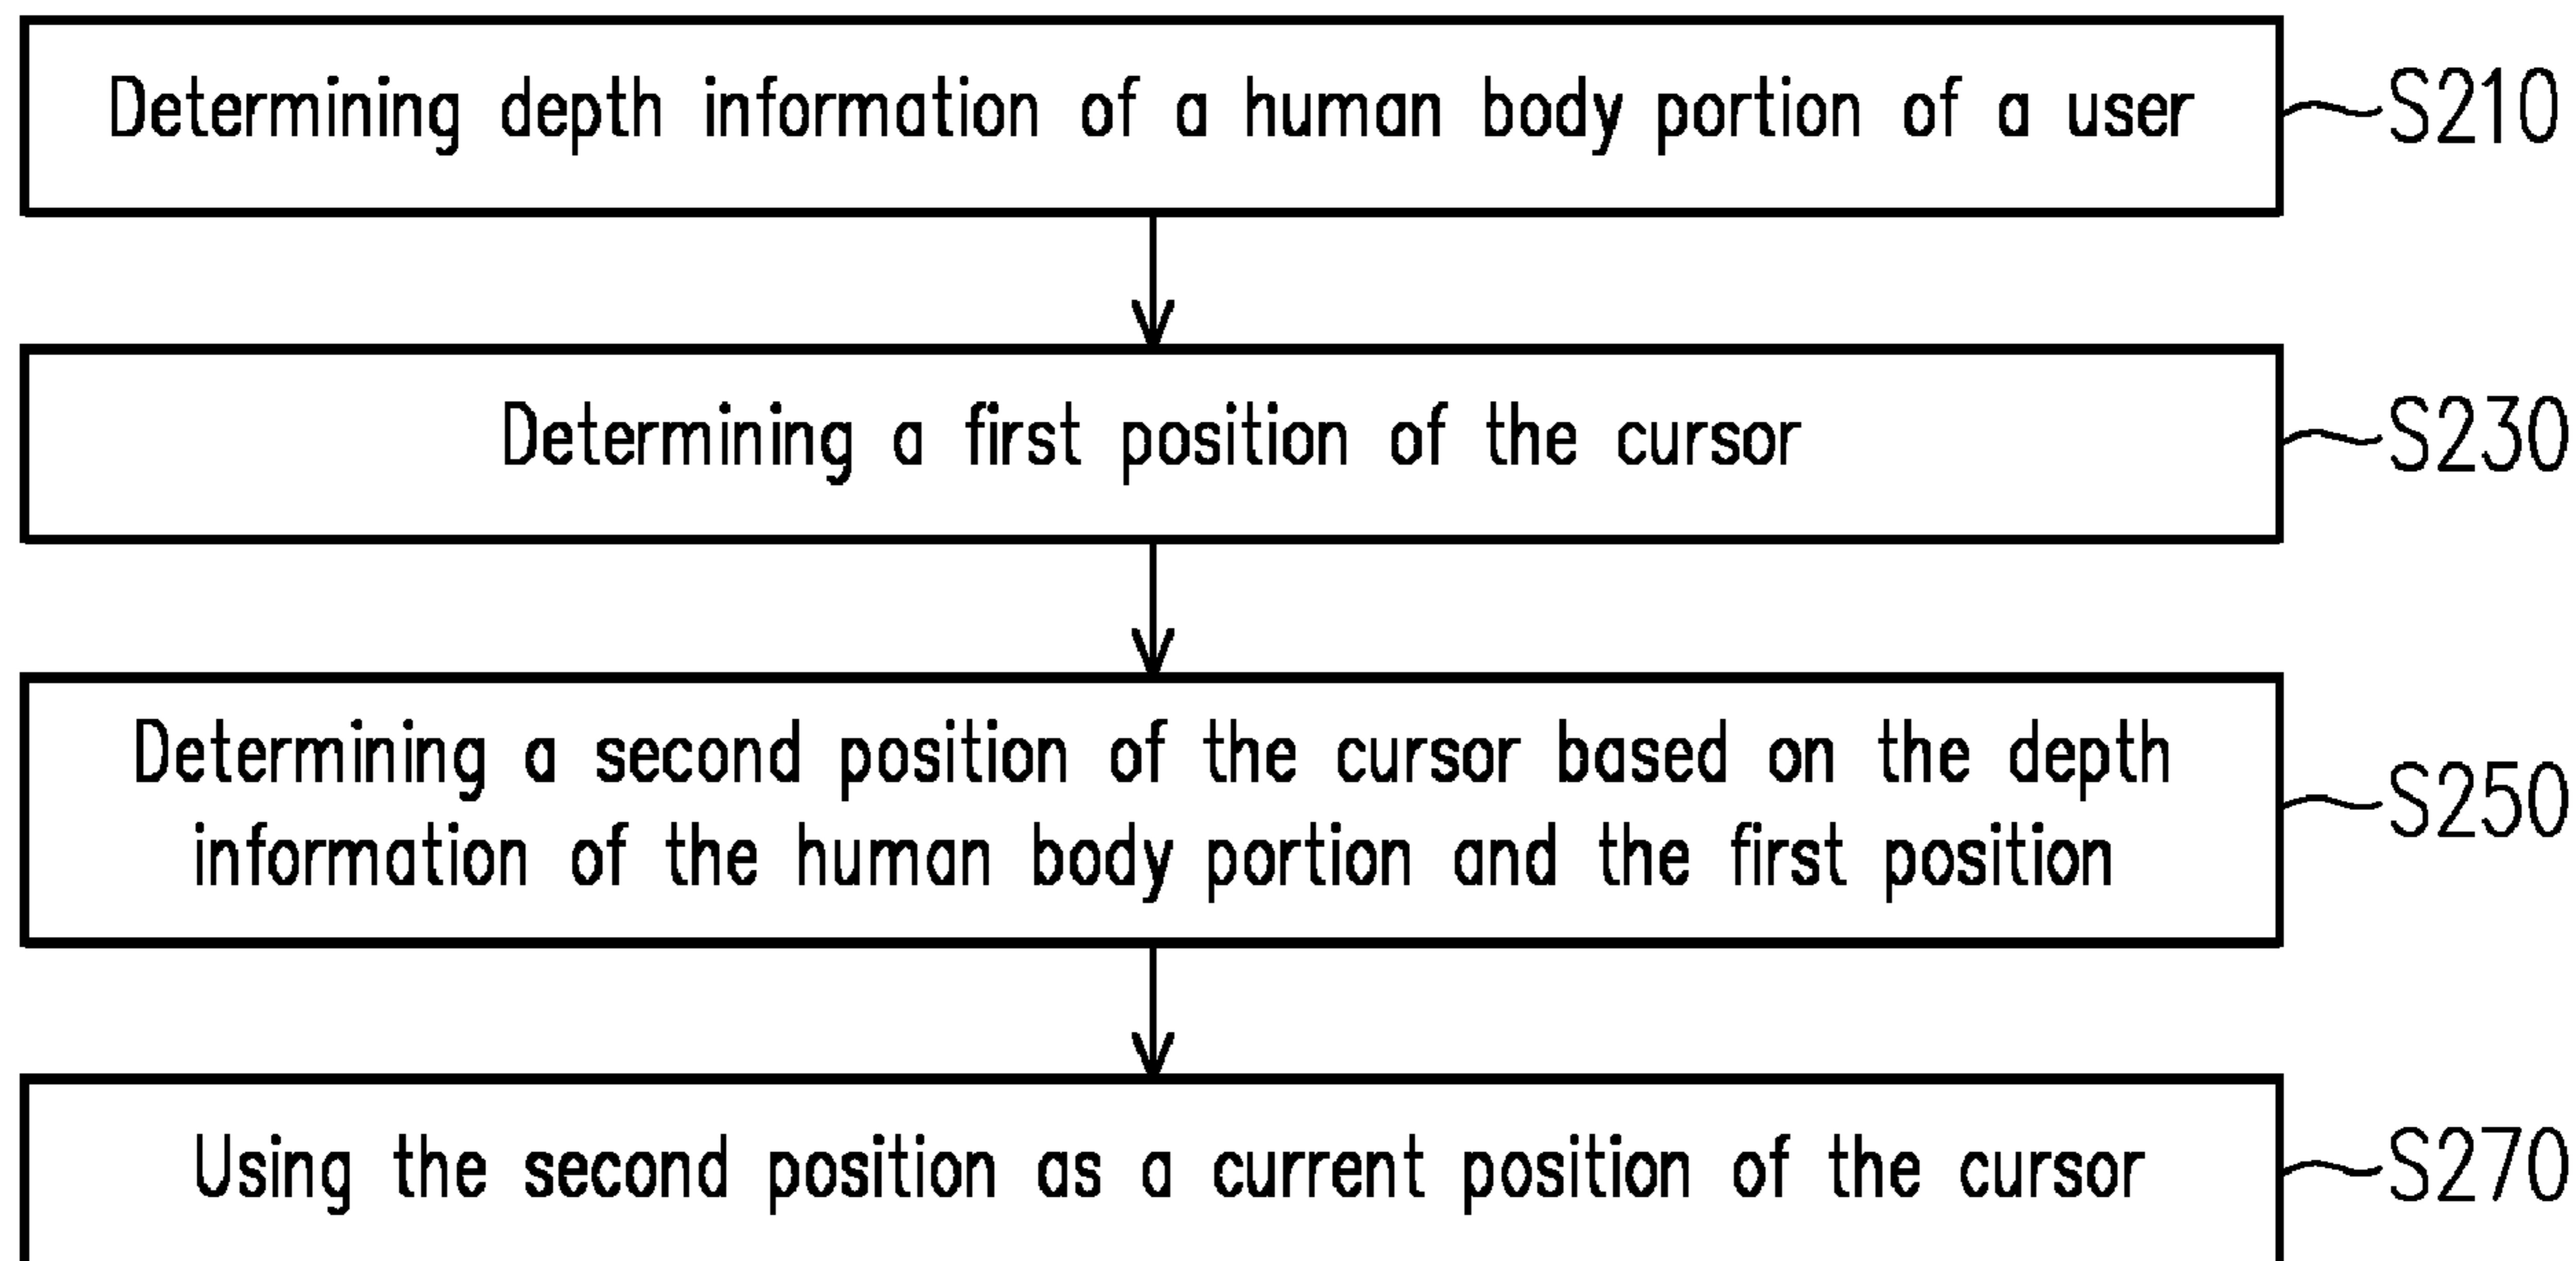 Determining depth information of a human body portion of a user
S210
Determining a first position of the cursor
S230
Determining a second position of the cursor based on the depth
information of the human body portion and the first position
S250
Using the second position as a current position of the cursor
S270